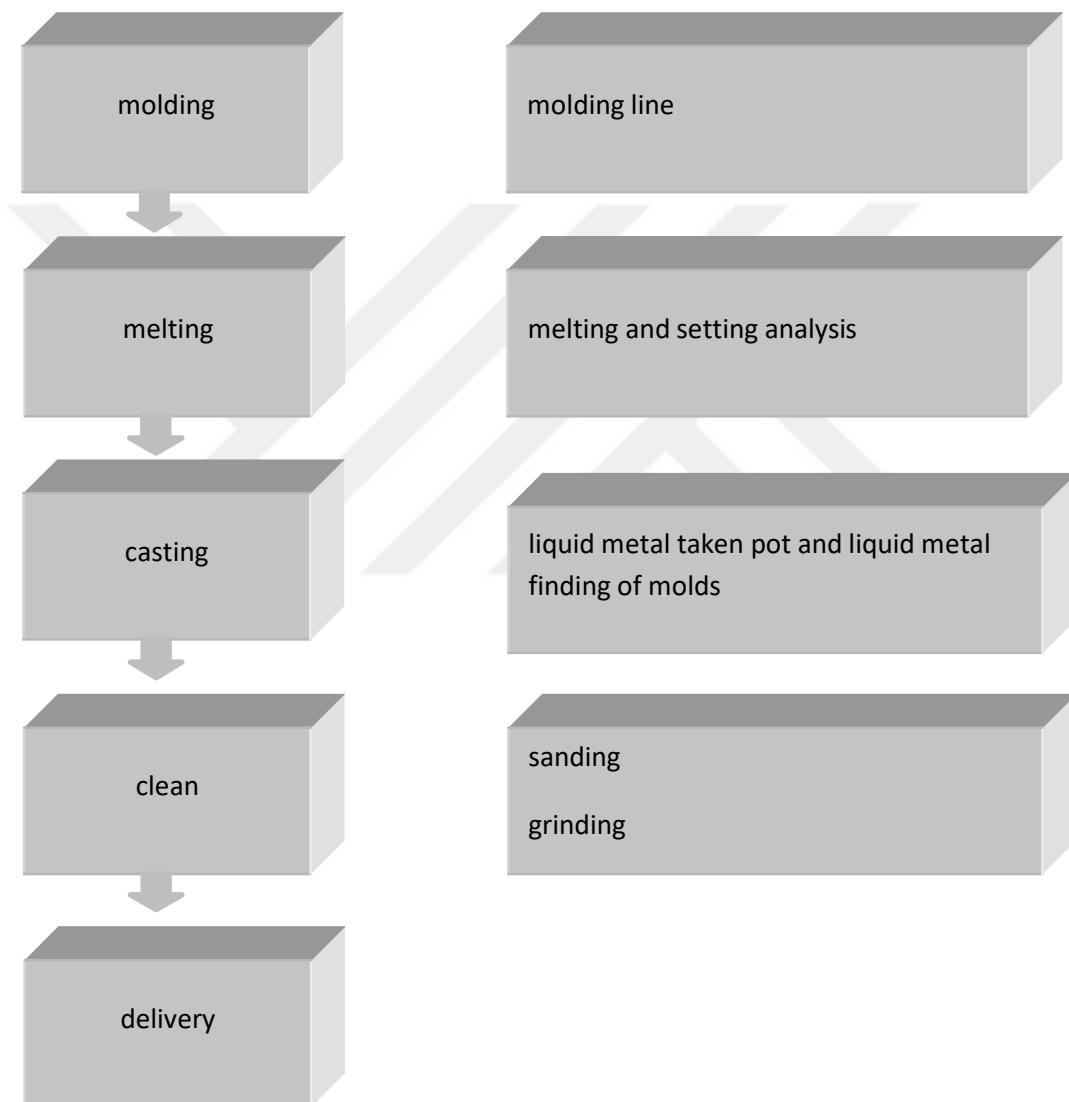 molding
molding line
melting
melting and setting analysis
casting
liquid metal taken pot and liquid metal
finding of molds
clean
sanding
grinding
delivery